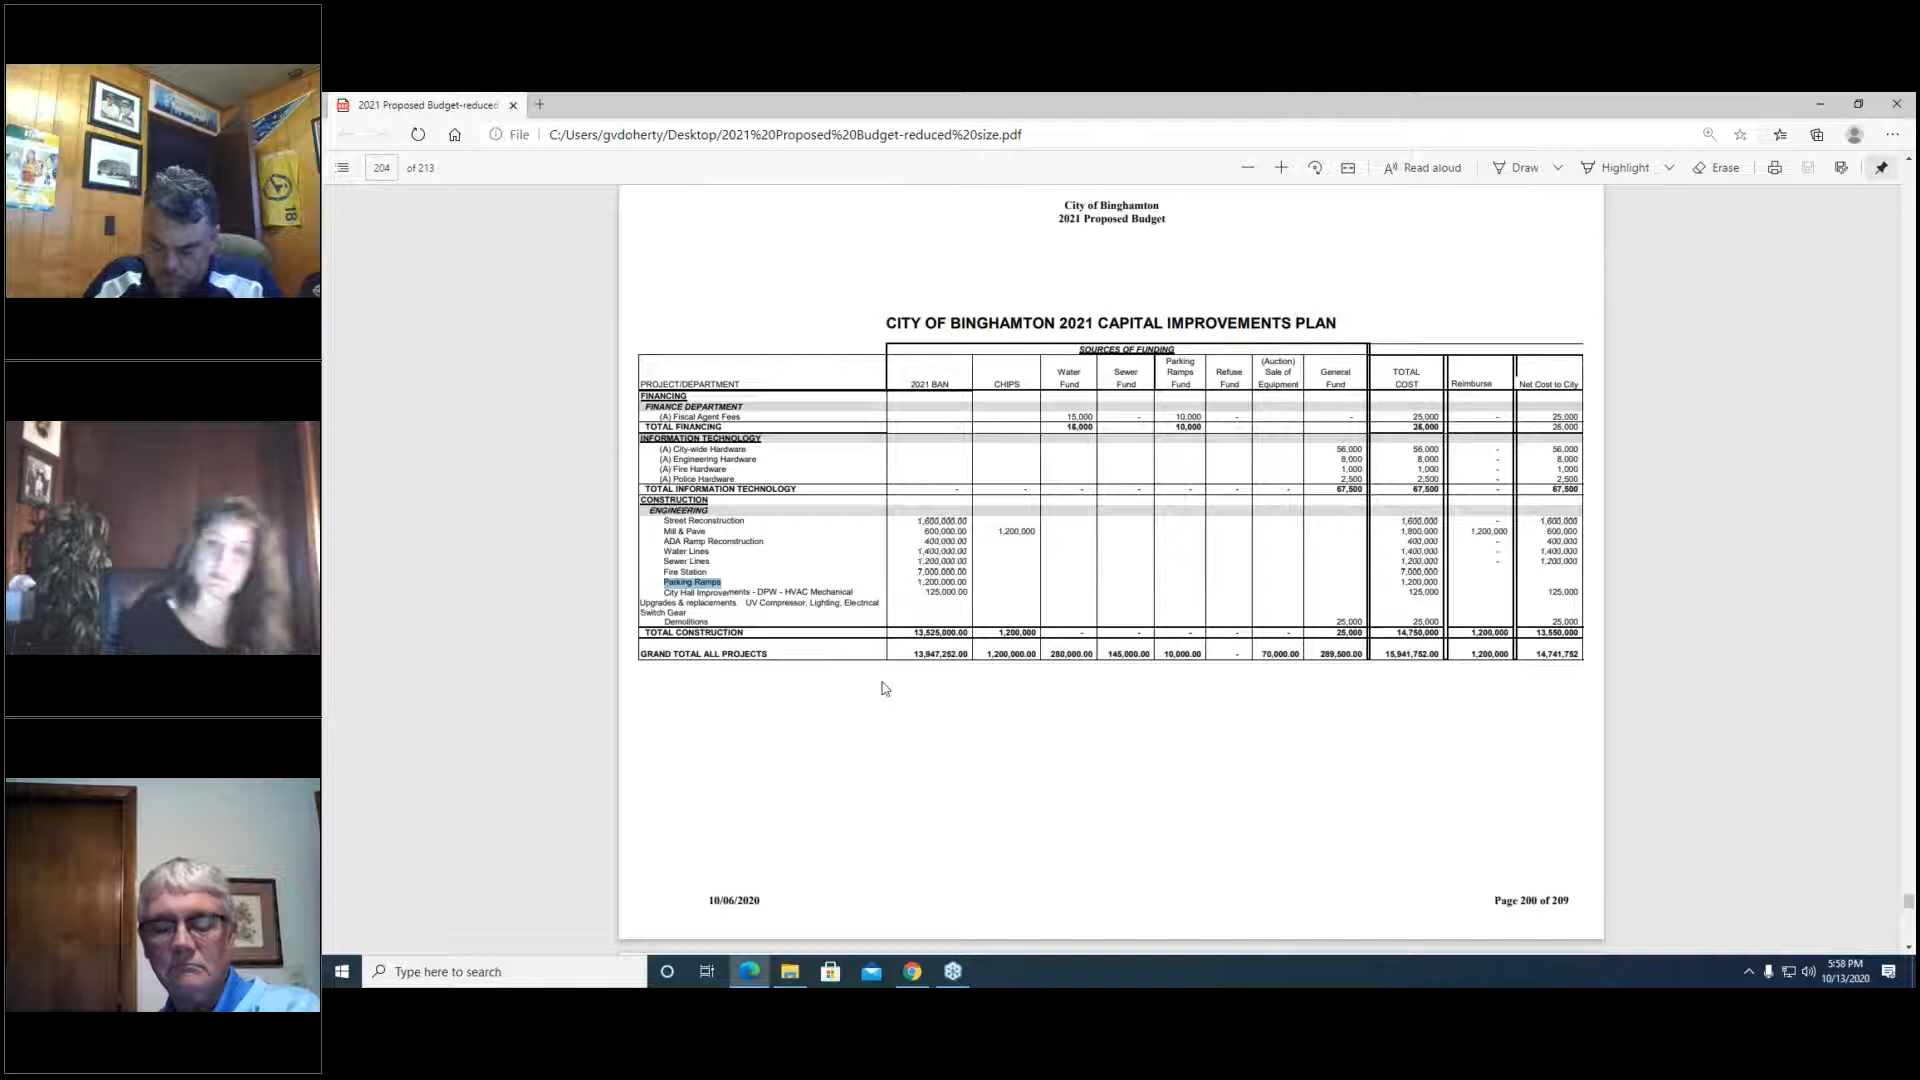 2021 Proposed Budget-reduced
File C:/Users/gvdoherty/Desktop/2021%20Proposed%20Budget-reduced%20size.pdf
204 of 213 Read aloud Draw Highlight Erase
City of Binghamton
2021 Proposed Budget
CITY OF BINGHAMTON 2021 CAPITAL IMPROVEMENTS PLAN
SOURCES OF FUNDING
PROJECT/DEPARTMENT 2021 BAN CHIPS Water Fund Sewer Fund Parking Ramps Fund Refuse Fund (Auction) Sale of Equipment General Fund TOTAL COST Reimburse Net Cost to City
FINANCING
FINANCE DEPARTMENT
(A) Fiscal Agent Fees 15,000 - 10,000 - - 25,000 - 25,000
TOTAL FINANCING 15,000 10,000 25,000 25,000
INFORMATION TECHNOLOGY
(A) City-wide Hardware 56,000 56,000 - 56,000
(A) Engineering Hardware 8,000 8,000 - 8,000
(A) Fire Hardware 1,000 1,000 - 1,000
(A) Police Hardware 2,500 2,500 - 2,500
TOTAL INFORMATION TECHNOLOGY - - - - - - - 67,500 67,500 - 67,500
CONSTRUCTION
ENGINEERING
Street Reconstruction 1,600,000.00 1,600,000 - 1,600,000
Mill & Pave 600,000.00 1,200,000 1,800,000 1,200,000 600,000
ADA Ramp Reconstruction 400,000.00 400,000 - 400,000
Water Lines 1,400,000.00 1,400,000 - 1,400,000
Sewer Lines 1,200,000.00 1,200,000 - 1,200,000
Fire Station 7,000,000.00 7,000,000
Parking Ramps 1,200,000.00 1,200,000
City Hall Improvements - DPW - HVAC Mechanical 125,000.00 125,000 125,000
Upgrades & replacements. UV Compressor, Lighting, Electrical
Switch Gear
Demolitions 25,000 25,000 25,000
TOTAL CONSTRUCTION 13,525,000.00 1,200,000 - - - - - 25,000 14,750,000 1,200,000 13,550,000
GRAND TOTAL ALL PROJECTS 13,947,252.00 1,200,000.00 280,000.00 145,000.00 10,000.00 - 70,000.00 289,500.00 15,941,752.00 1,200,000 14,741,752
10/06/2020 Page 200 of 209
Type here to search
5:58 PM
10/13/2020
18